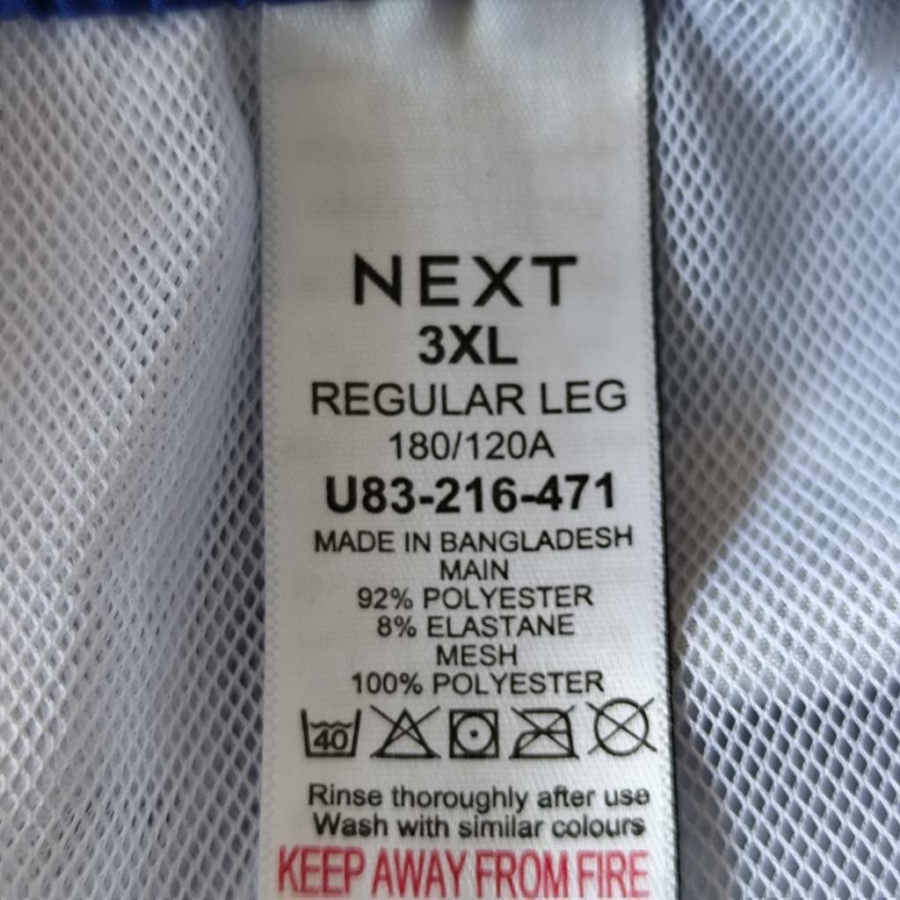 NEXT
3XL
REGULAR LEG
180/120A
U83-216-471
MADE IN BANGLADESH
MAIN
92% POLYESTER
8% ELASTANE
MESH
100% POLYESTER
40
Rinse thoroughly after use
Wash with similar colours
KEEP AWAY FROM FIRE